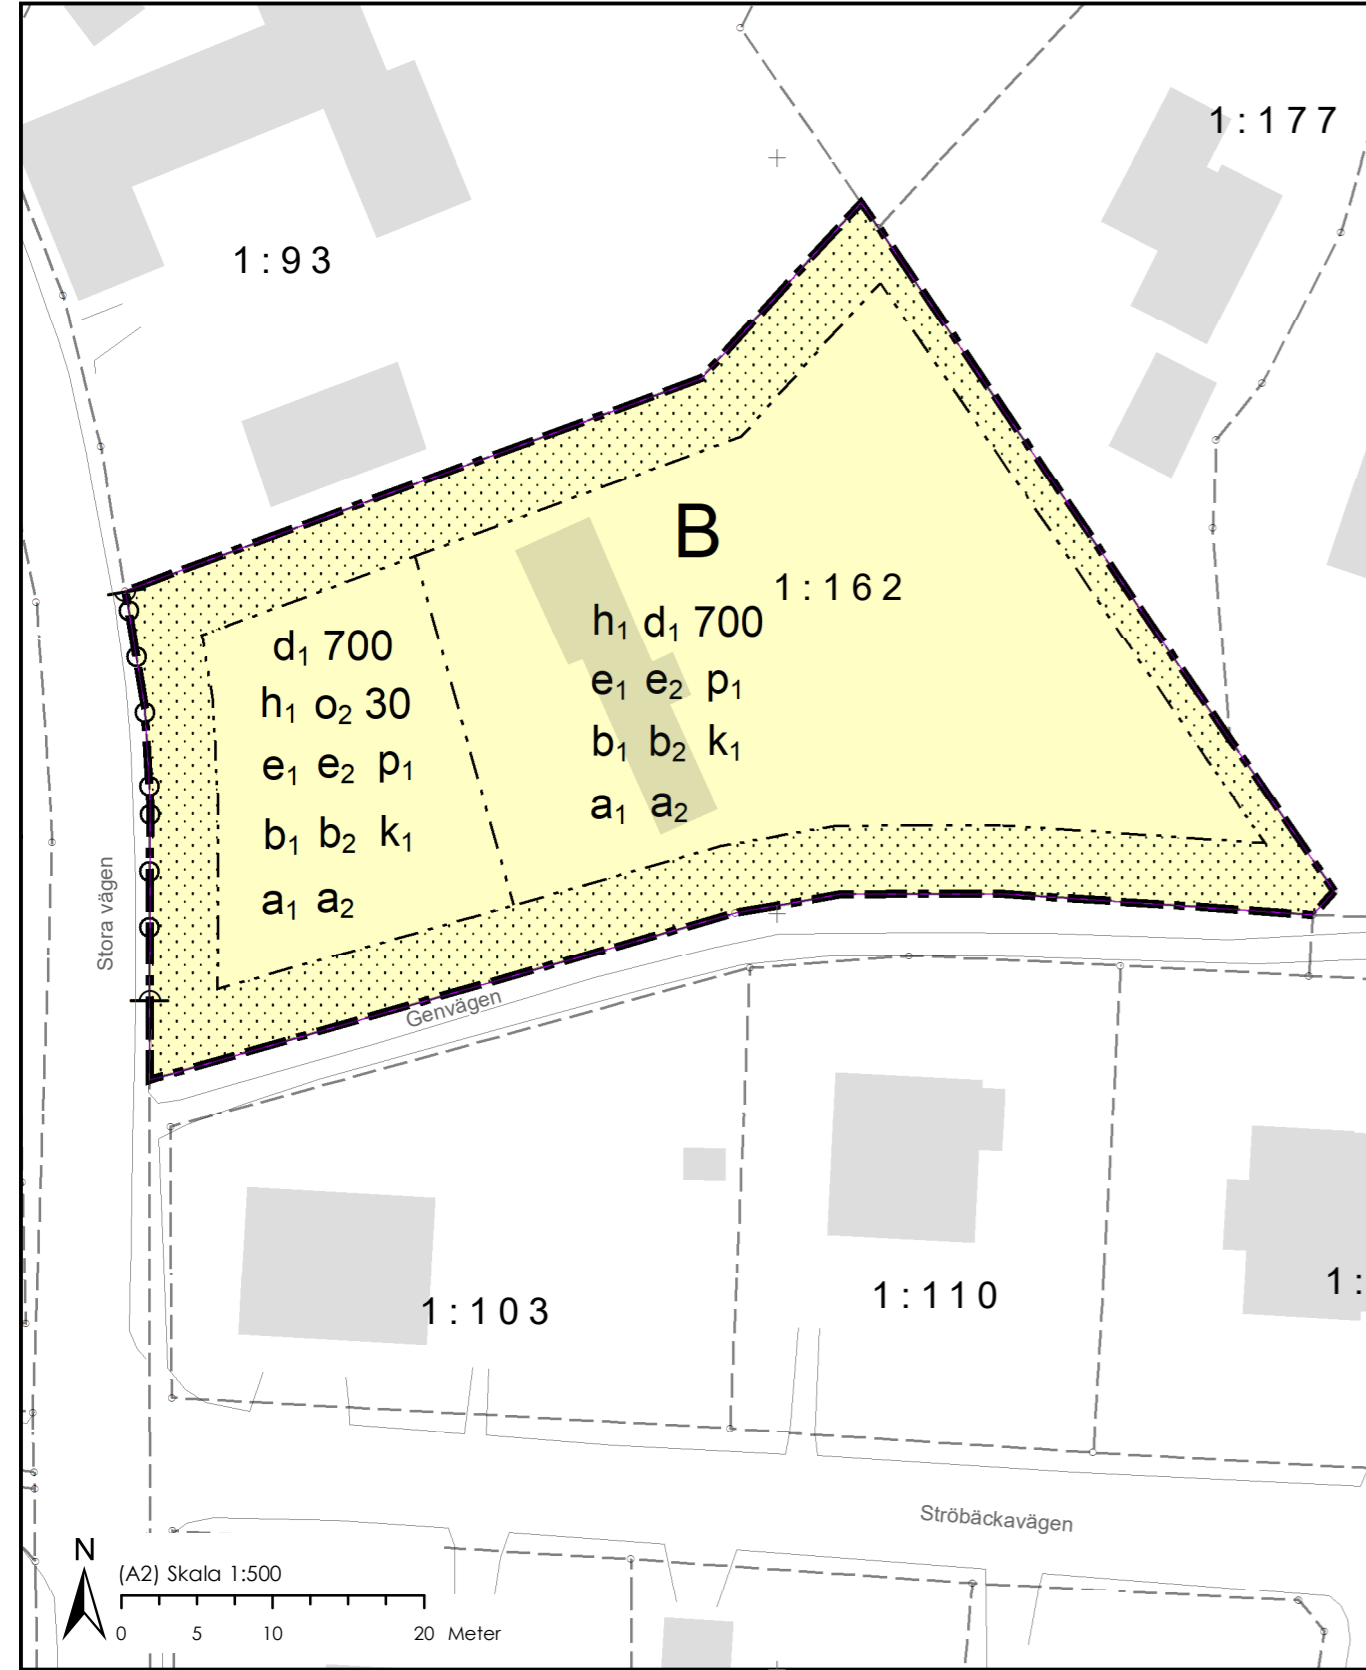 1:177
1:93
B
1:162
h₁ d₁ 700
e₁ e₂ p₁
b₁ b₂ k₁
a₁ a₂
d₁ 700
h₁ o₂ 30
e₁ e₂ p₁
b₁ b₂ k₁
a₁ a₂
Stora vägen
Genvägen
1:103
1:110
1:
Ströbäckavägen
N
(A2) Skala 1:500
0 5 10 20 Meter